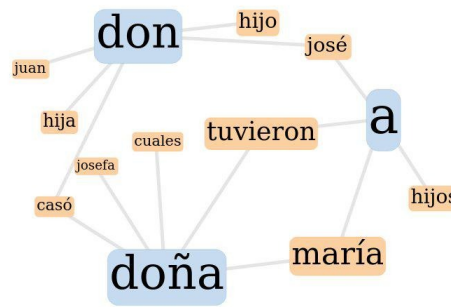 don
hijo
josé
juan
a
hija
tuvieron
cuales
josefa
hijos
casó
maría
doña